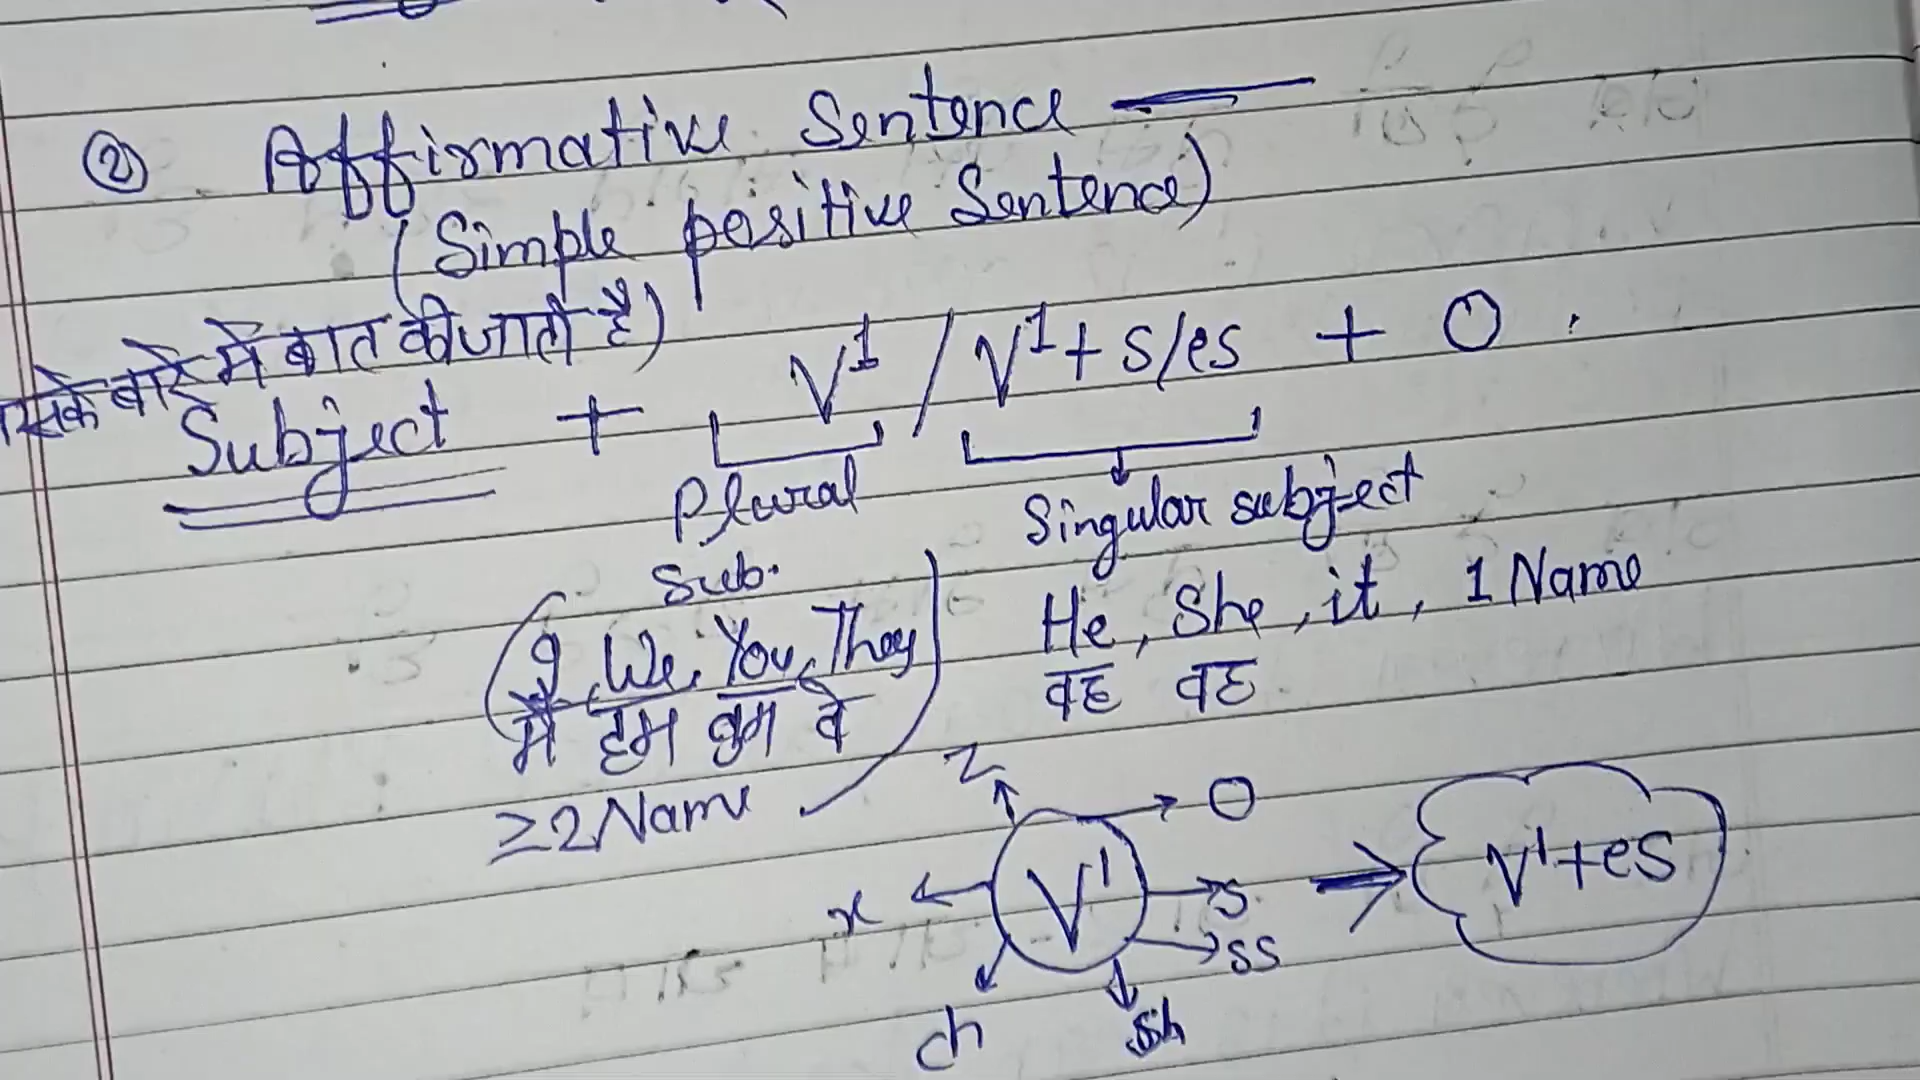 ② Affirmative Sentence
(Simple positive Sentence)
के बारे में बात की जाती है)
Subject + V¹ / V¹ + s/es + O .
Plural Sub.
Singular subject
I, We, You, They
He, She, it, 1 Name
मैं हम तुम वे
वह वह
≥2 Name
z O
x V¹ s ss
ch sh
V¹+es